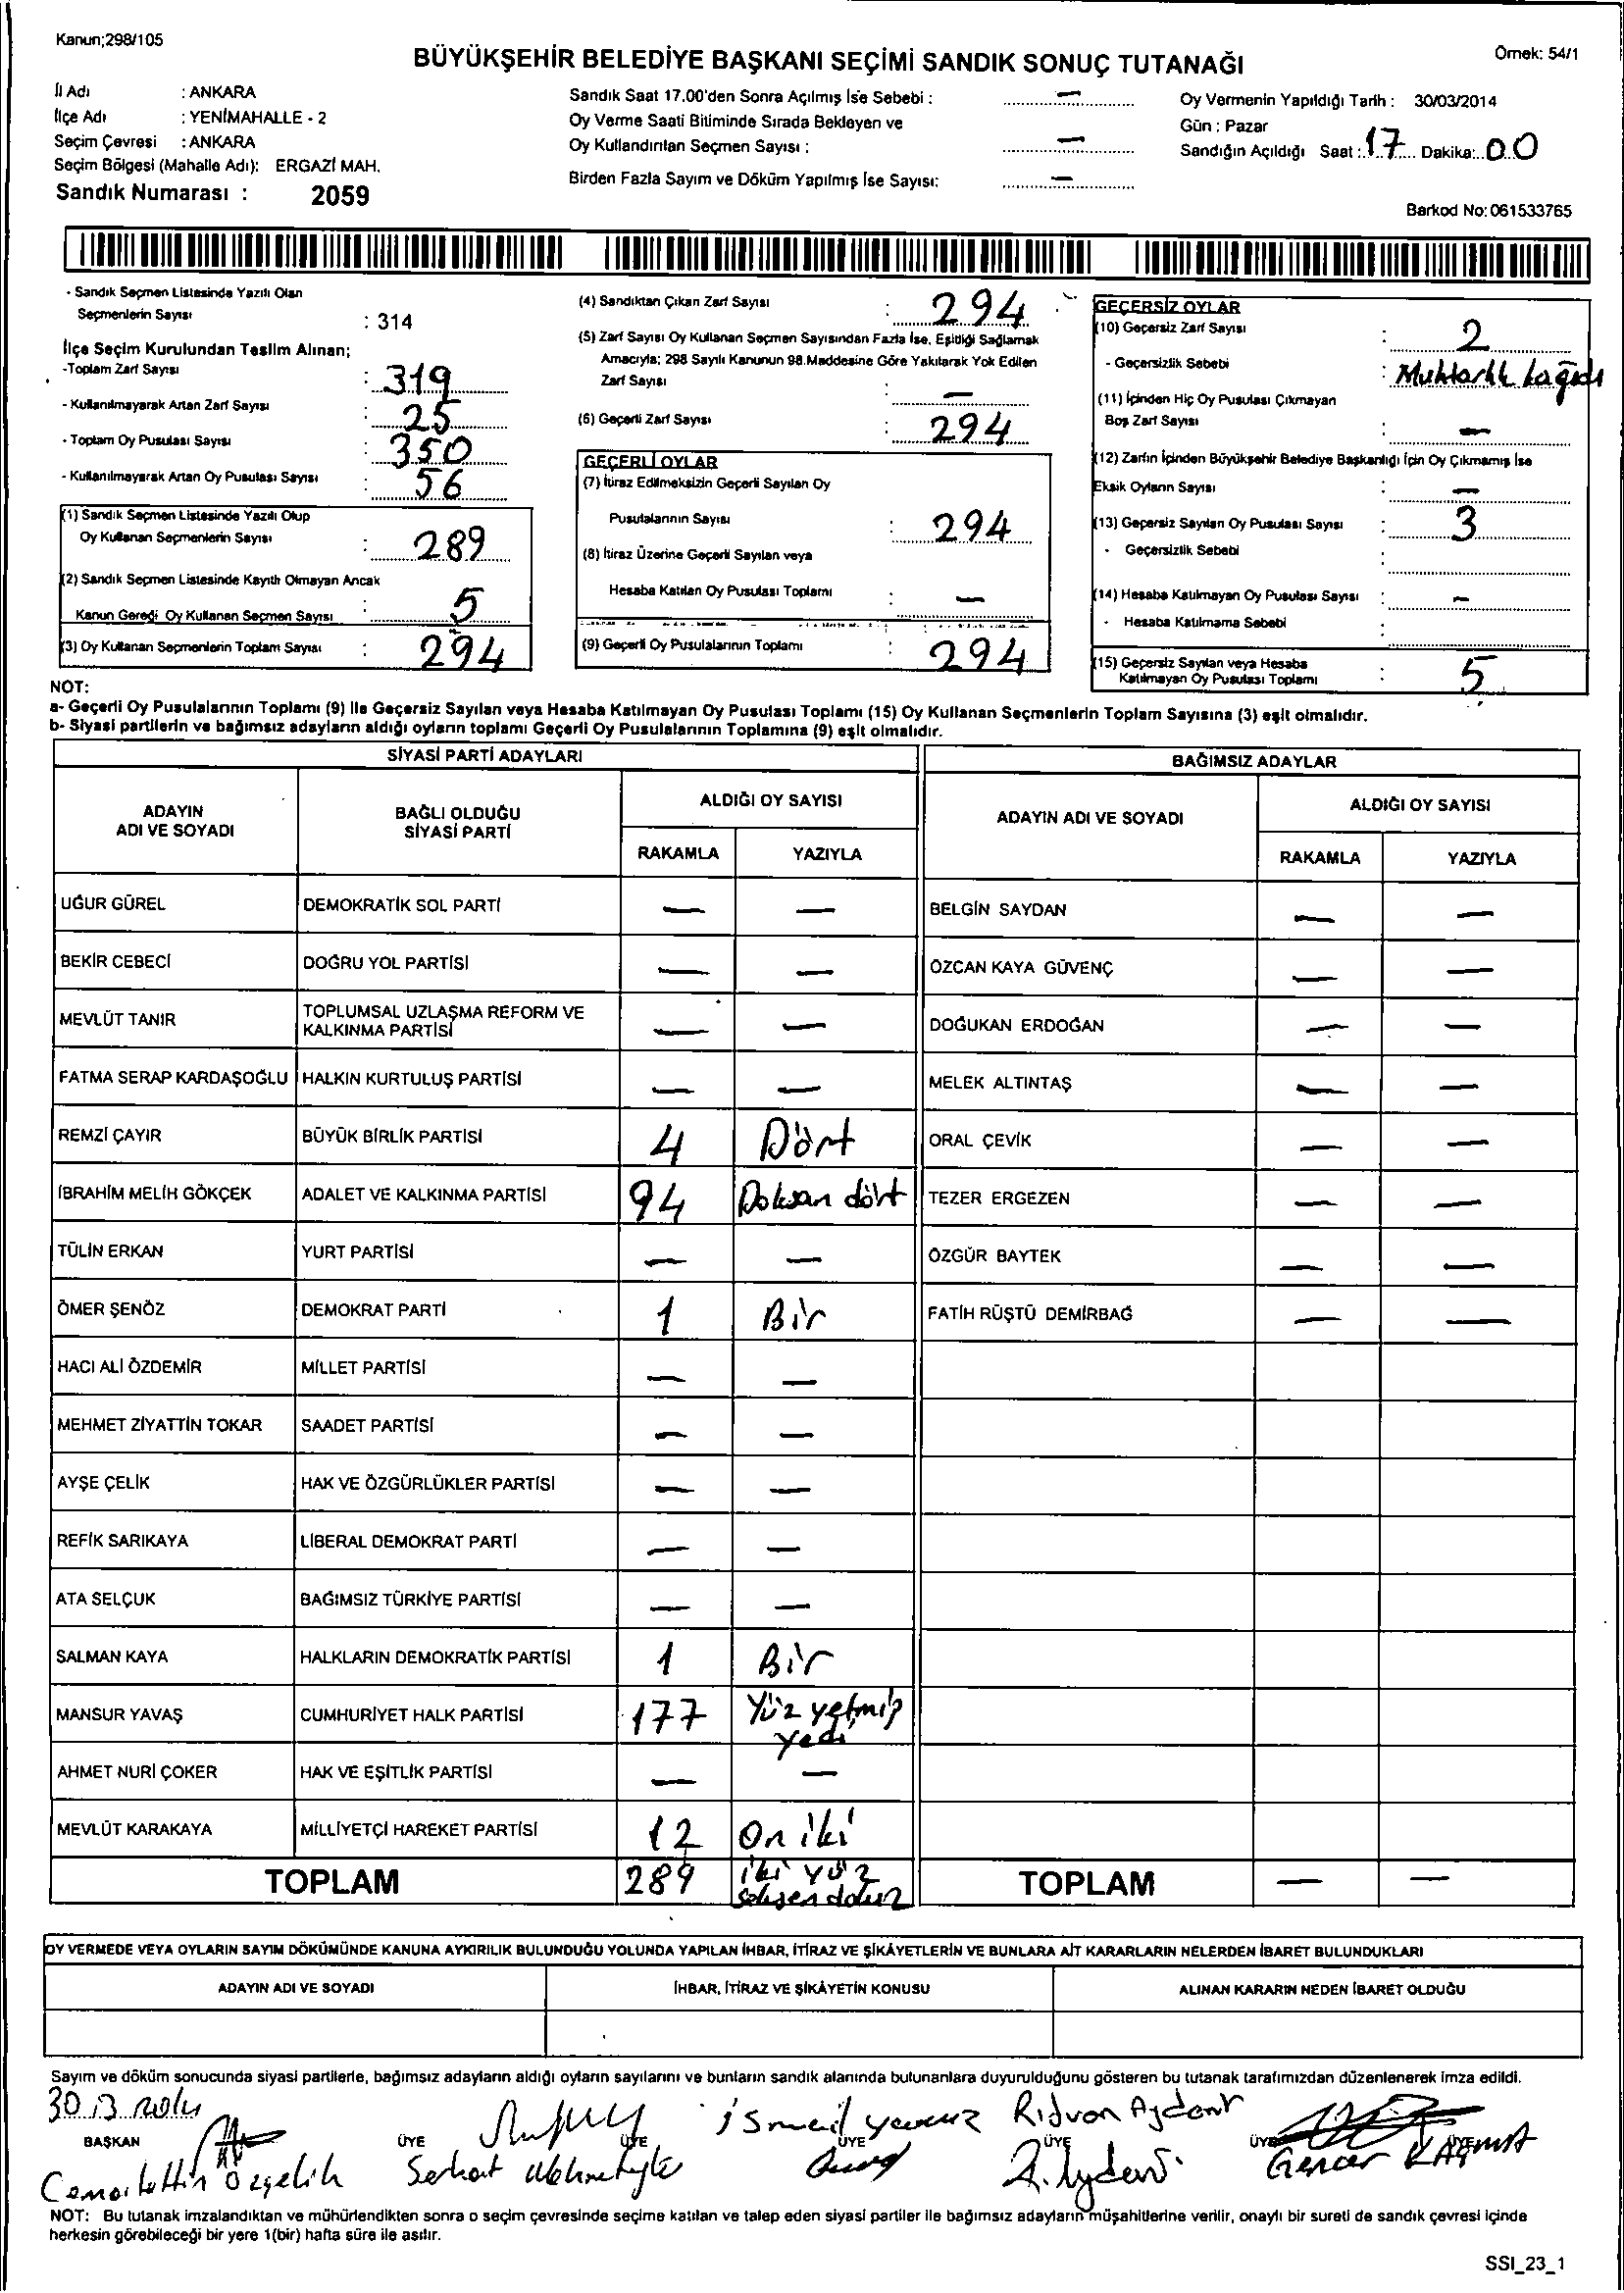 Kanun;298/105
BÜYÜKŞEHİR BELEDİYE BAŞKANI SEÇİMİ SANDIK SONUÇ TUTANAĞI
Örnek: 54/1
İl Adı : ANKARA
İlçe Adı : YENİMAHALLE - 2
Seçim Çevresi : ANKARA
Seçim Bölgesi (Mahalle Adı): ERGAZİ MAH.
Sandık Numarası : 2059
Sandık Saat 17.00'den Sonra Açılmış İse Sebebi : —
Oy Verme Saati Bitiminde Sırada Bekleyen ve
Oy Kullandırılan Seçmen Sayısı : —
Birden Fazla Sayım ve Döküm Yapılmış İse Sayısı: —
Oy Vermenin Yapıldığı Tarih : 30/03/2014
Gün : Pazar
Sandığın Açıldığı Saat : 17 Dakika: 00
Barkod No: 061533765
- Sandık Seçmen Listesinde Yazılı Olan
Seçmenlerin Sayısı : 314
İlçe Seçim Kurulundan Teslim Alınan;
-Toplam Zarf Sayısı : 319
- Kullanılmayarak Artan Zarf Sayısı : 25
- Toplam Oy Pusulası Sayısı : 350
- Kullanılmayarak Artan Oy Pusulası Sayısı : 56
(1) Sandık Seçmen Listesinde Yazılı Olup
Oy Kullanan Seçmenlerin Sayısı : 289
(2) Sandık Seçmen Listesinde Kayıtlı Olmayan Ancak
Kanun Gereği Oy Kullanan Seçmen Sayısı : 5
(3) Oy Kullanan Seçmenlerin Toplam Sayısı : 294
(4) Sandıktan Çıkan Zarf Sayısı : 294
(5) Zarf Sayısı Oy Kullanan Seçmen Sayısından Fazla İse, Eşitliği Sağlamak
Amacıyla; 298 Sayılı Kanunun 98.Maddesine Göre Yakılarak Yok Edilen
Zarf Sayısı : —
(6) Geçerli Zarf Sayısı : 294
GEÇERLİ OYLAR
(7) İtiraz Edilmeksizin Geçerli Sayılan Oy
Pusulalarının Sayısı : 294
(8) İtiraz Üzerine Geçerli Sayılan veya
Hesaba Katılan Oy Pusulası Toplamı : —
(9) Geçerli Oy Pusulalarının Toplamı : 294
GEÇERSİZ OYLAR
(10) Geçersiz Zarf Sayısı : 2
- Geçersizlik Sebebi : Muhtarlık kağıdı
(11) İçinden Hiç Oy Pusulası Çıkmayan
Boş Zarf Sayısı : —
(12) Zarfın İçinden Büyükşehir Belediye Başkanlığı İçin Oy Çıkmamış İse
Eksik Oyların Sayısı : —
(13) Geçersiz Sayılan Oy Pusulası Sayısı : 3
- Geçersizlik Sebebi :
(14) Hesaba Katılmayan Oy Pusulası Sayısı : —
- Hesaba Katılmama Sebebi :
(15) Geçersiz Sayılan veya Hesaba
Katılmayan Oy Pusulası Toplamı : 5
NOT:
a- Geçerli Oy Pusulalarının Toplamı (9) İle Geçersiz Sayılan veya Hesaba Katılmayan Oy Pusulası Toplamı (15) Oy Kullanan Seçmenlerin Toplam Sayısına (3) eşit olmalıdır.
b- Siyasi partilerin ve bağımsız adayların aldığı oyların toplamı Geçerli Oy Pusulalarının Toplamına (9) eşit olmalıdır.
SİYASİ PARTİ ADAYLARI
ADAYIN ADI VE SOYADI BAĞLI OLDUĞU SİYASİ PARTİ ALDIĞI OY SAYISI
RAKAMLA YAZIYLA
UĞUR GÜREL DEMOKRATİK SOL PARTİ — —
BEKİR CEBECİ DOĞRU YOL PARTİSİ — —
MEVLÜT TANIR TOPLUMSAL UZLAŞMA REFORM VE KALKINMA PARTİSİ — —
FATMA SERAP KARDAŞOĞLU HALKIN KURTULUŞ PARTİSİ — —
REMZİ ÇAYIR BÜYÜK BİRLİK PARTİSİ 4 Dört
İBRAHİM MELİH GÖKÇEK ADALET VE KALKINMA PARTİSİ 94 Doksan dört
TÜLİN ERKAN YURT PARTİSİ — —
ÖMER ŞENÖZ DEMOKRAT PARTİ 1 Bir
HACI ALİ ÖZDEMİR MİLLET PARTİSİ — —
MEHMET ZİYATTİN TOKAR SAADET PARTİSİ — —
AYŞE ÇELİK HAK VE ÖZGÜRLÜKLER PARTİSİ — —
REFİK SARIKAYA LİBERAL DEMOKRAT PARTİ — —
ATA SELÇUK BAĞIMSIZ TÜRKİYE PARTİSİ — —
SALMAN KAYA HALKLARIN DEMOKRATİK PARTİSİ 1 Bir
MANSUR YAVAŞ CUMHURİYET HALK PARTİSİ 177 Yüz yetmiş yedi
AHMET NURİ ÇOKER HAK VE EŞİTLİK PARTİSİ — —
MEVLÜT KARAKAYA MİLLİYETÇİ HAREKET PARTİSİ 12 On iki
TOPLAM 289 iki yüz seksen dokuz
BAĞIMSIZ ADAYLAR
ADAYIN ADI VE SOYADI ALDIĞI OY SAYISI
RAKAMLA YAZIYLA
BELGİN SAYDAN — —
ÖZCAN KAYA GÜVENÇ — —
DOĞUKAN ERDOĞAN — —
MELEK ALTINTAŞ — —
ORAL ÇEVİK — —
TEZER ERGEZEN — —
ÖZGÜR BAYTEK — —
FATİH RÜŞTÜ DEMİRBAĞ — —
TOPLAM — —
OY VERMEDE VEYA OYLARIN SAYIM DÖKÜMÜNDE KANUNA AYKIRILIK BULUNDUĞU YOLUNDA YAPILAN İHBAR, İTİRAZ VE ŞİKÂYETLERİN VE BUNLARA AİT KARARLARIN NELERDEN İBARET BULUNDUKLARI
ADAYIN ADI VE SOYADI İHBAR, İTİRAZ VE ŞİKÂYETİN KONUSU ALINAN KARARIN NEDEN İBARET OLDUĞU
Sayım ve döküm sonucunda siyasi partilerle, bağımsız adayların aldığı oyların sayılarını ve bunların sandık alanında bulunanlara duyurulduğunu gösteren bu tutanak tarafımızdan düzenlenerek imza edildi.
30.3.2014
İsmail Rıdvan Aydın
BAŞKAN ÜYE ÜYE ÜYE ÜYE ÜYE ÜYE
Özçelik Serhat Gencer
NOT: Bu tutanak imzalandıktan ve mühürlendikten sonra o seçim çevresinde seçime katılan ve talep eden siyasi partiler ile bağımsız adayların müşahitlerine verilir, onaylı bir sureti de sandık çevresi içinde
herkesin görebileceği bir yere 1(bir) hafta süre ile asılır.
SSI_23_1